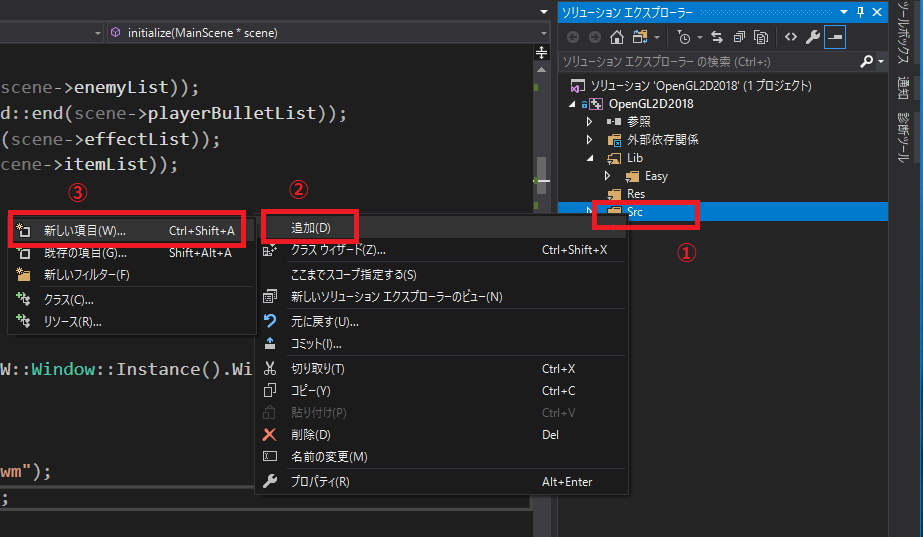 ソリューション エクスプローラー
initialize(MainScene * scene)
ソリューション エクスプローラー の検索 (Ctrl+:)
ツールボックス
通知
診断ツール
scene->enemyList));
d::end(scene->playerBulletList));
(scene->effectList));
cene->itemList));
ソリューション 'OpenGL2D2018' (1 プロジェクト)
OpenGL2D2018
参照
外部依存関係
Lib
Easy
Res
Src
①
②
③
新しい項目(W)... Ctrl+Shift+A
既存の項目(G)... Shift+Alt+A
新しいフィルター(F)
クラス(C)...
リソース(R)...
追加(D)
クラス ウィザード(Z)... Ctrl+Shift+X
ここまでスコープ指定する(S)
新しいソリューション エクスプローラーのビュー(N)
元に戻す(U)...
コミット(I)...
切り取り(T) Ctrl+X
コピー(Y) Ctrl+C
貼り付け(P) Ctrl+V
削除(D) Del
名前の変更(M)
プロパティ(R) Alt+Enter
W::Window::Instance().Wi
wm");
;